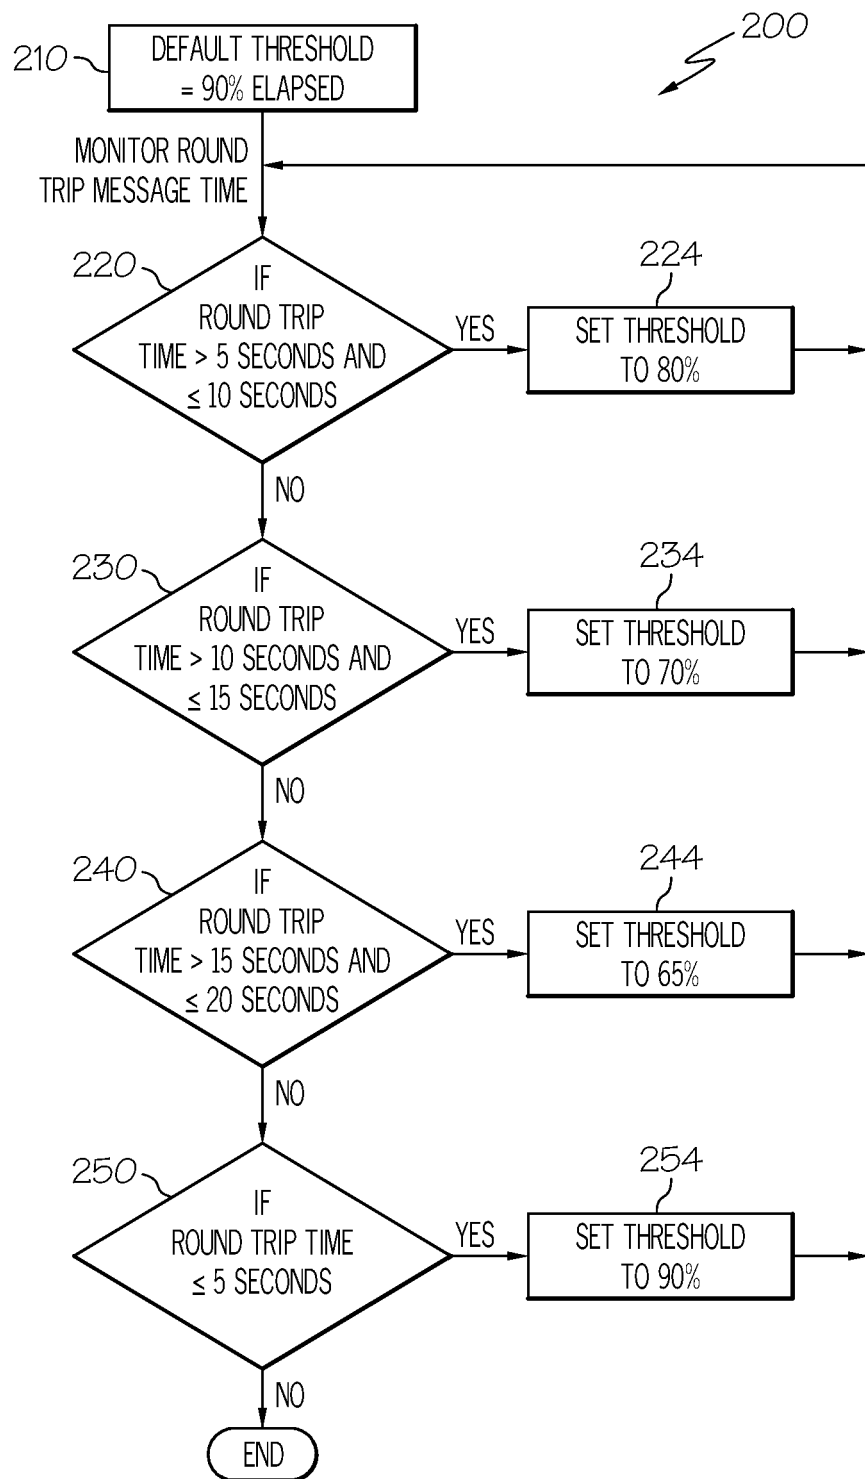 200
210
DEFAULT THRESHOLD
= 90% ELAPSED
MONITOR ROUND
TRIP MESSAGE TIME
220
IF
ROUND TRIP
TIME > 5 SECONDS AND
≤ 10 SECONDS
YES
224
SET THRESHOLD
TO 80%
NO
230
IF
ROUND TRIP
TIME > 10 SECONDS AND
≤ 15 SECONDS
YES
234
SET THRESHOLD
TO 70%
NO
240
IF
ROUND TRIP
TIME > 15 SECONDS AND
≤ 20 SECONDS
YES
244
SET THRESHOLD
TO 65%
NO
250
IF
ROUND TRIP TIME
≤ 5 SECONDS
YES
254
SET THRESHOLD
TO 90%
NO
END